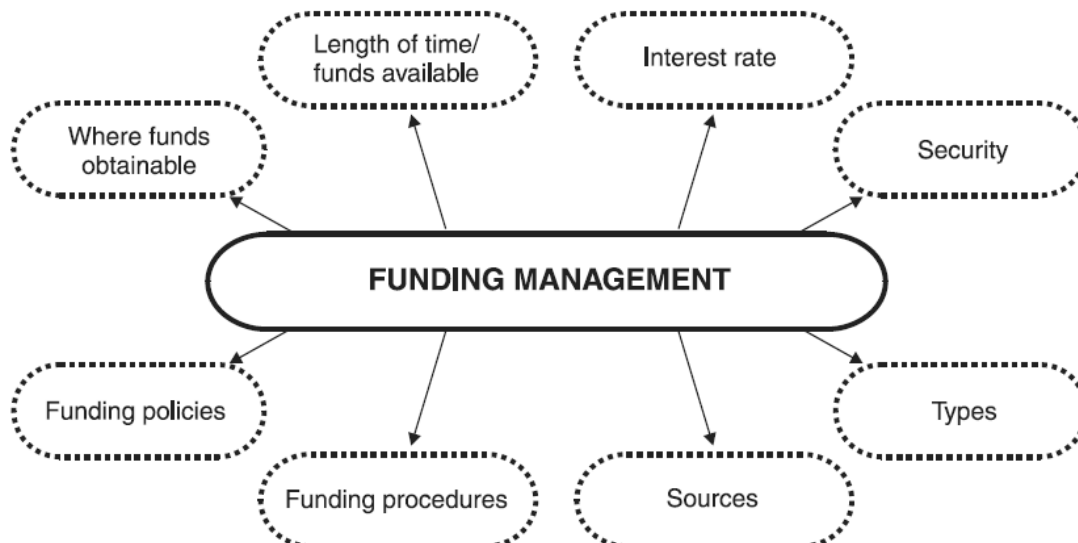 Length of time/
funds available
Interest rate
Where funds
obtainable
Security
FUNDING MANAGEMENT
Funding policies
Types
Funding procedures
Sources